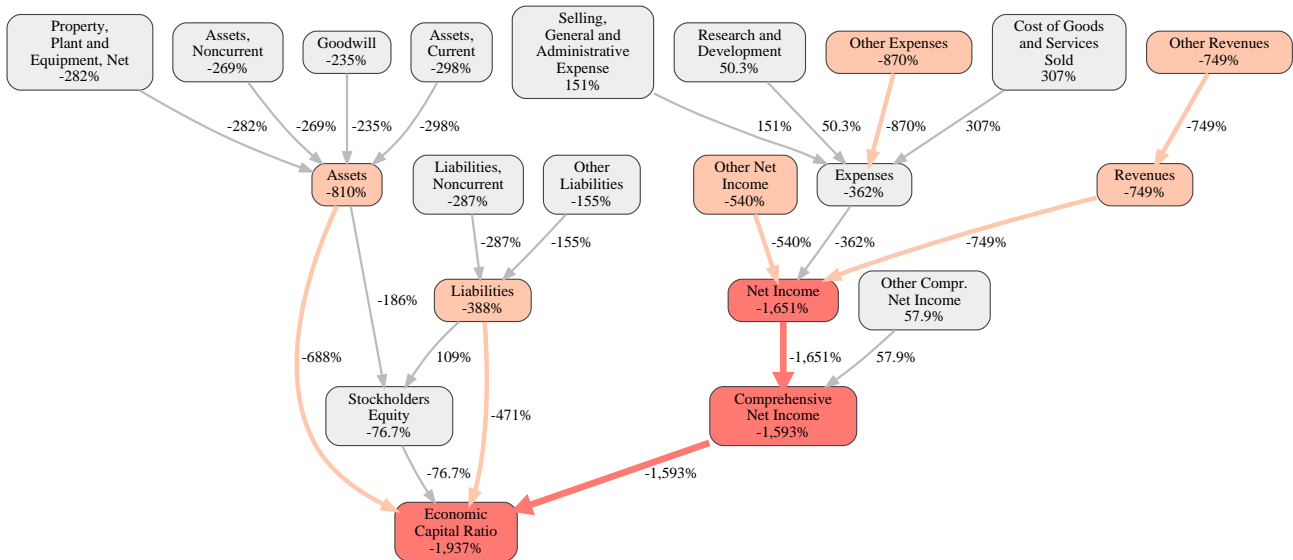 Property,
Plant and
Equipment, Net
-282%
Assets,
Noncurrent
-269%
Goodwill
-235%
Assets,
Current
-298%
Selling,
General and
Administrative
Expense
151%
Research and
Development
50.3%
Other Expenses
-870%
Cost of Goods
and Services
Sold
307%
Other Revenues
-749%
-282%
-269%
-235%
-298%
151%
50.3%
-870%
307%
-749%
Assets
-810%
Liabilities,
Noncurrent
-287%
Other
Liabilities
-155%
Other Net
Income
-540%
Expenses
-362%
Revenues
-749%
-287%
-155%
-540%
-362%
-749%
-186%
Liabilities
-388%
Net Income
-1,651%
Other Compr.
Net Income
57.9%
-688%
109%
-1,651%
57.9%
Stockholders
Equity
-76.7%
-471%
Comprehensive
Net Income
-1,593%
-76.7%
-1,593%
Economic
Capital Ratio
-1,937%